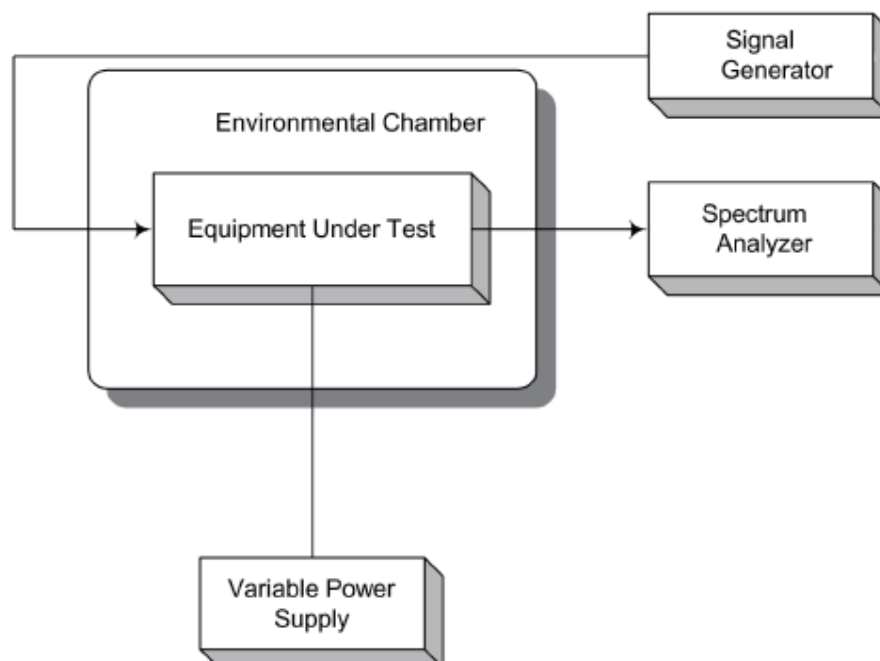 Signal
Generator
Environmental Chamber
Equipment Under Test
Spectrum
Analyzer
Variable Power
Supply